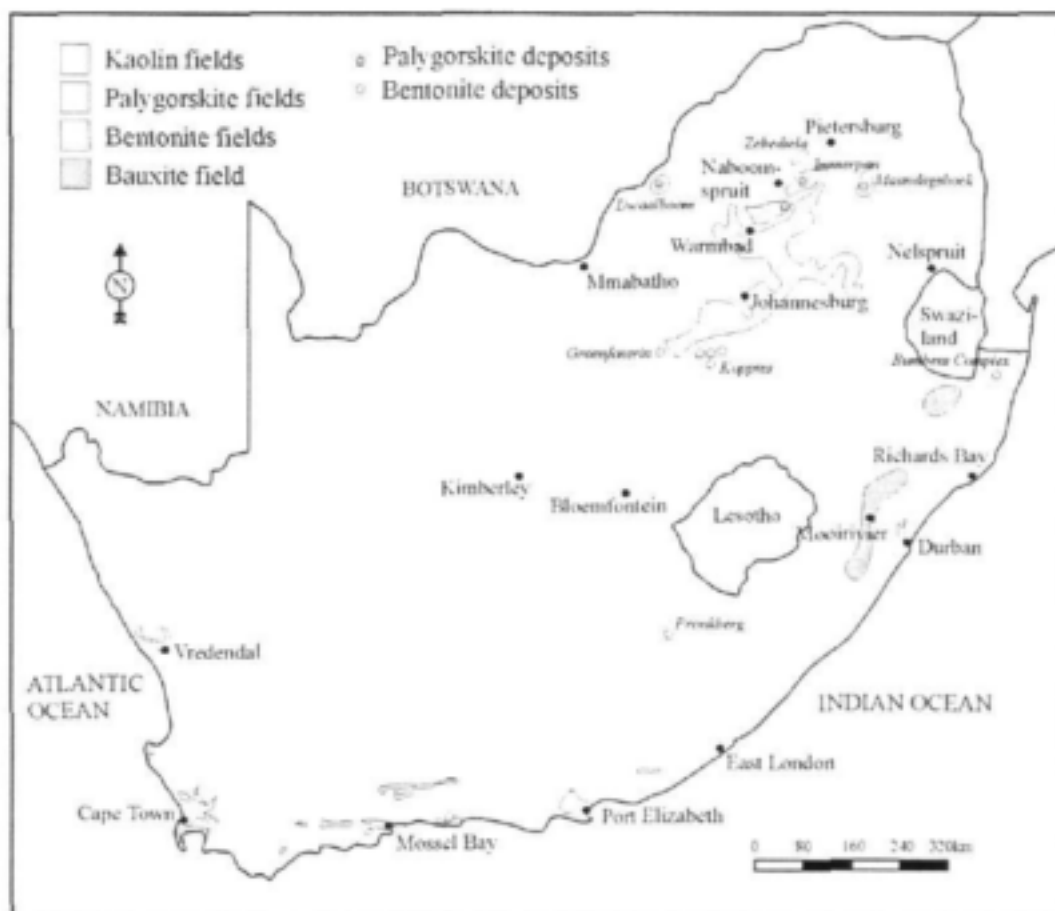 Kaolin fields
Palygorskite fields
Bentonite fields
Bauxite field
Palygorskite deposits
Bentonite deposits
Pietersburg
Zebediela
Naboom-
spruit
BOTSWANA
Warmbad
Nelspruit
N
Mmabatho
Johannesburg
Swazi-
land
Koppies
NAMIBIA
Richards Bay
Kimberley
Bloemfontein
Lesotho
Mooirivier
Durban
Vredendal
ATLANTIC
OCEAN
INDIAN OCEAN
East London
Cape Town
Port Elizabeth
Mossel Bay
0 80 160 240 320km